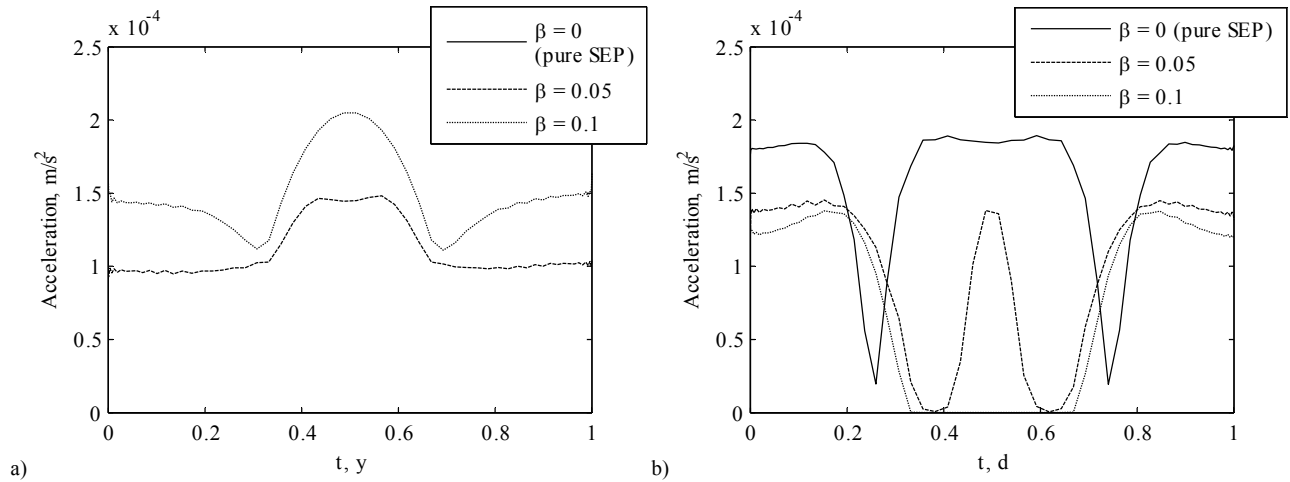 x 10⁻⁴
2.5
2
1.5
1
0.5
0
0 0.2 0.4 0.6 0.8 1
Acceleration, m/s²
t, y
β = 0
(pure SEP)
β = 0.05
β = 0.1
a)
x 10⁻⁴
2.5
2
1.5
1
0.5
0
0 0.2 0.4 0.6 0.8 1
Acceleration, m/s²
t, d
β = 0 (pure SEP)
β = 0.05
β = 0.1
b)